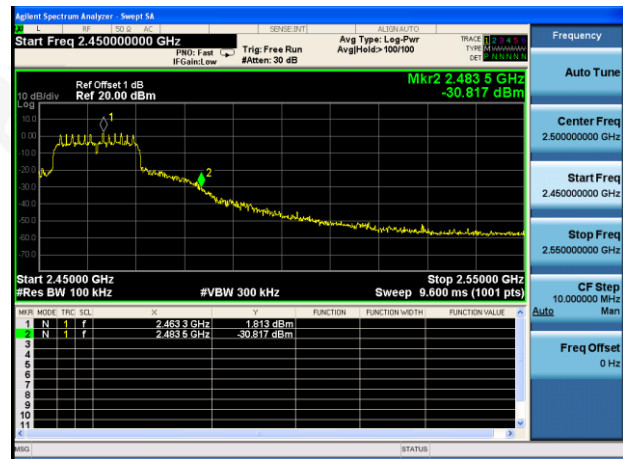 Agilent Spectrum Analyzer - Swept SA
L RF 50 Ω AC SENSE:INT ALIGNAUTO
Start Freq 2.450000000 GHz
PNO: Fast
IFGain:Low
Trig: Free Run
#Atten: 30 dB
Avg Type: Log-Pwr
Avg|Hold>100/100
TRACE 1 2 3 4 5 6
TYPE M
DET P N N N N N
Ref Offset 1 dB
10 dB/div Ref 20.00 dBm
Log
Mkr2 2.483 5 GHz
-30.817 dBm
10.0
0.00
-10.0
-20.0
-30.0
-40.0
-50.0
-60.0
-70.0
1
2
Start 2.45000 GHz Stop 2.55000 GHz
#Res BW 100 kHz #VBW 300 kHz Sweep 9.600 ms (1001 pts)
MKR MODE TRC SCL X Y FUNCTION FUNCTION WIDTH FUNCTION VALUE
1 N 1 f 2.463 3 GHz 1.813 dBm
2 N 1 f 2.483 5 GHz -30.817 dBm
3
4
5
6
7
8
9
10
11
MSG STATUS
Frequency
Auto Tune
Center Freq
2.500000000 GHz
Start Freq
2.450000000 GHz
Stop Freq
2.550000000 GHz
CF Step
10.000000 MHz
Auto Man
Freq Offset
0 Hz